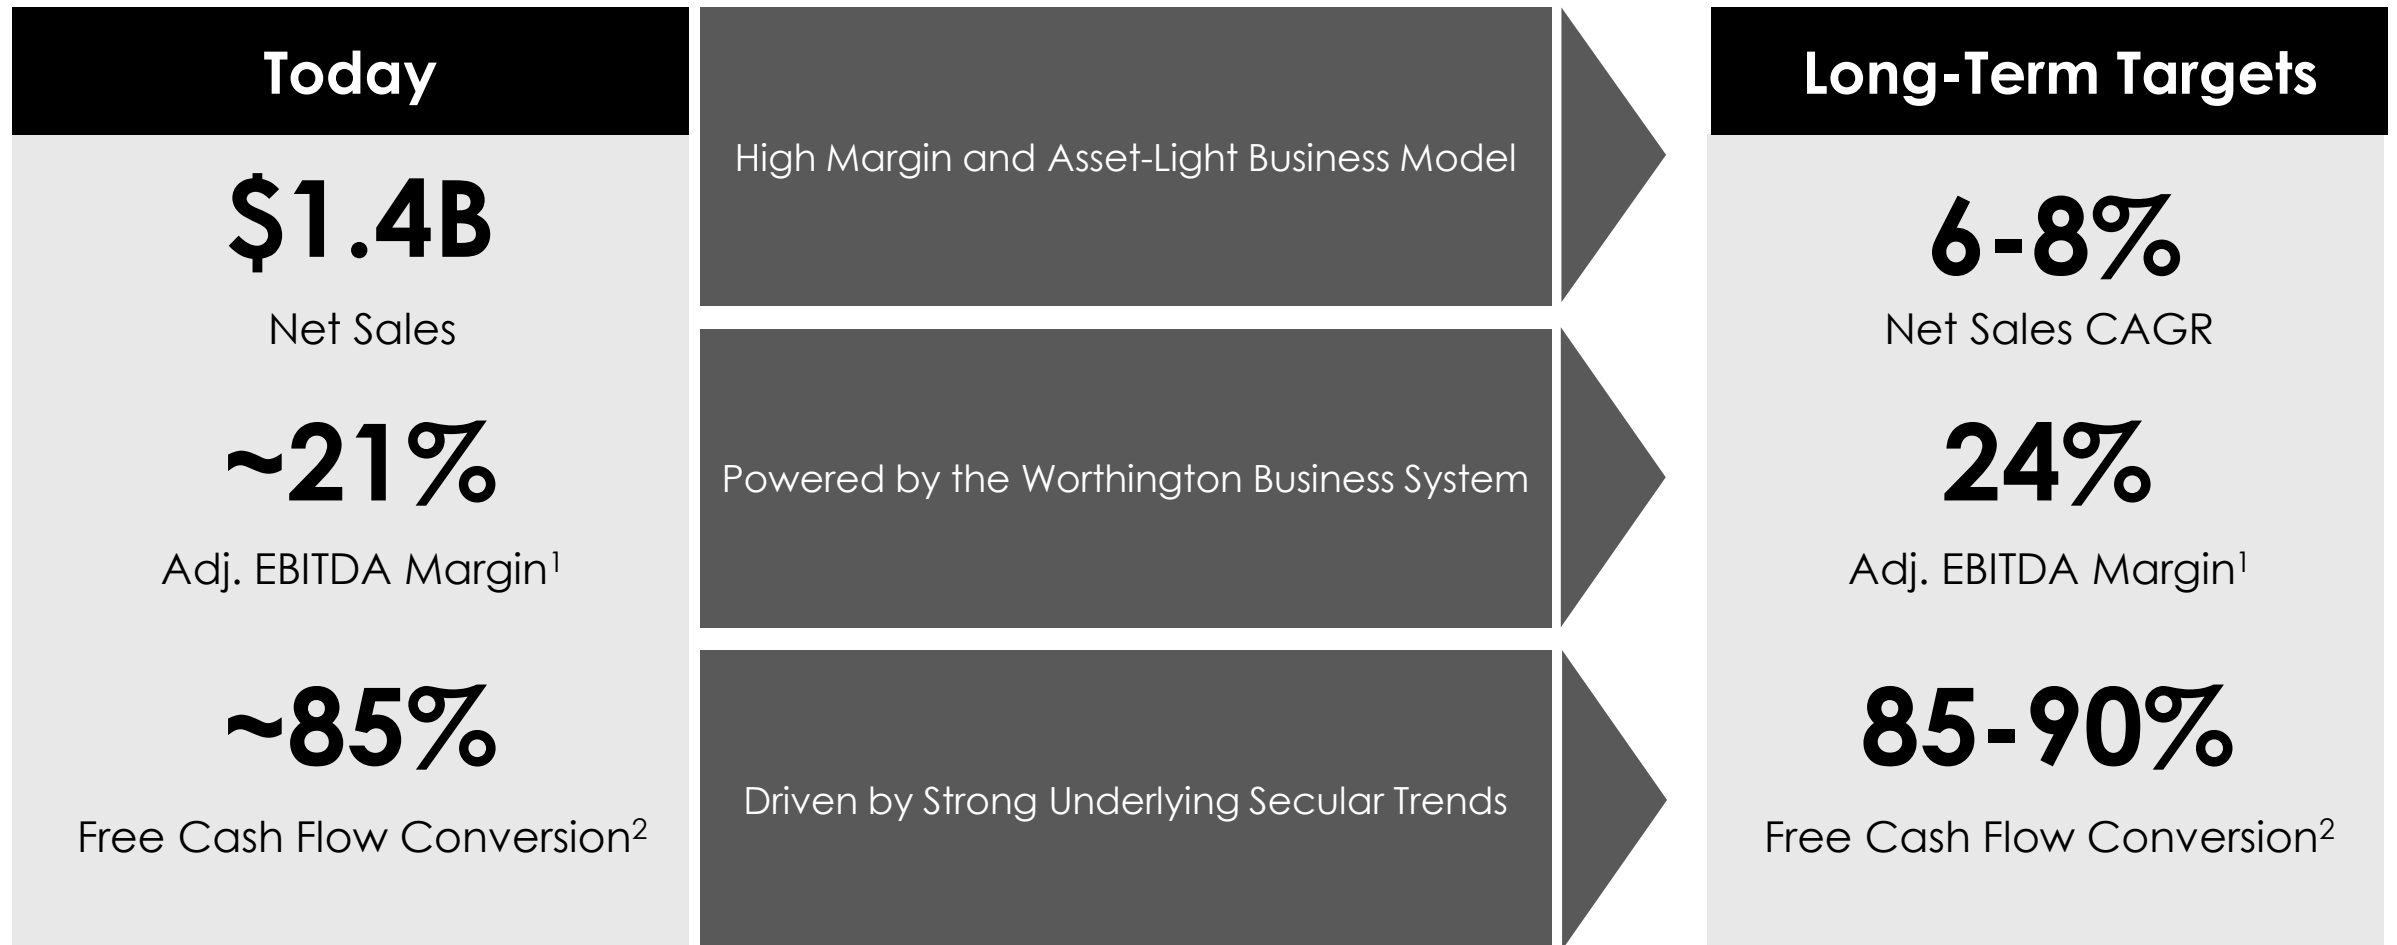 Today
$1.4B
Net Sales
~21%
Adj. EBITDA Margin¹
~85%
Free Cash Flow Conversion²
High Margin and Asset-Light Business Model
Powered by the Worthington Business System
Driven by Strong Underlying Secular Trends
Long-Term Targets
6-8%
Net Sales CAGR
24%
Adj. EBITDA Margin¹
85-90%
Free Cash Flow Conversion²